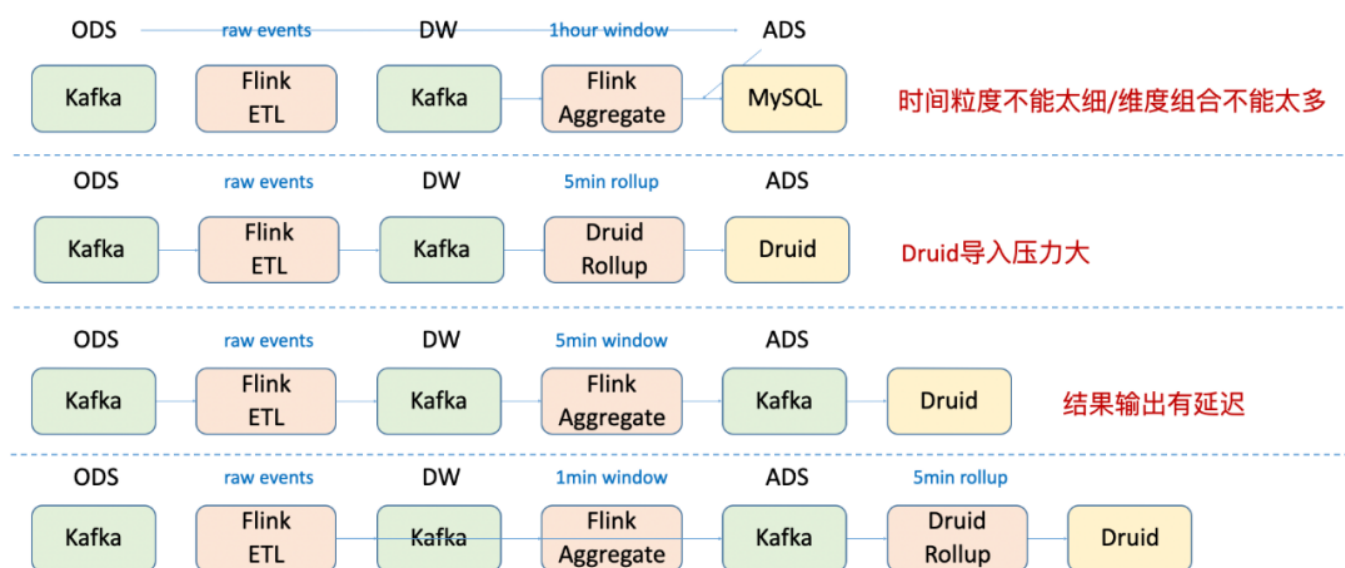 ODS raw events DW 1hour window ADS
Kafka Flink ETL Kafka Flink Aggregate MySQL 时间粒度不能太细/维度组合不能太多
ODS raw events DW 5min rollup ADS
Kafka Flink ETL Kafka Druid Rollup Druid Druid导入压力大
ODS raw events DW 5min window ADS
Kafka Flink ETL Kafka Flink Aggregate Kafka Druid 结果输出有延迟
ODS raw events DW 1min window ADS 5min rollup
Kafka Flink ETL Kafka Flink Aggregate Kafka Druid Rollup Druid